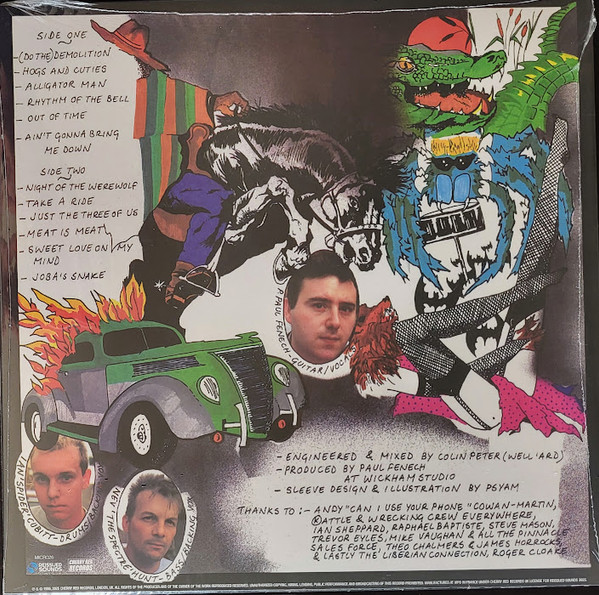 SIDE ONE
- (DO THE) DEMOLITION
- HOGS AND CUTIES
- ALLIGATOR MAN
- RHYTHM OF THE BELL
- OUT OF TIME
- AIN'T GONNA BRING
ME DOWN
SIDE TWO
- NIGHT OF THE WEREWOLF
- TAKE A RIDE
- JUST THE THREE OF US
- MEAT IS MEAT
- SWEET LOVE ON MY
MIND
- JOBA'S SNAKE
P. PAUL FENECH - GUITAR/VOCALS
IAN 'SPIDER' CUBITT - DRUMS
NEV 'THE SPECTRE' HUNT - BASS, BACKING VOX
- ENGINEERED & MIXED BY COLIN PETER (WELL 'ARD)
- PRODUCED BY PAUL FENECH
AT WICKHAM STUDIO
- SLEEVE DESIGN & ILLUSTRATION BY PSYAM
THANKS TO :- ANDY "CAN I USE YOUR PHONE" COWAN-MARTIN,
RATTLE & WRECKING CREW EVERYWHERE,
IAN SHEPPARD, RAPHAEL BAPTISTE, STEVE MASON,
TREVOR EYLES, MIKE VAUGHAN & ALL THE PINNACLE
SALES FORCE, THEO CHALMERS & JAMES HORROCKS,
& LASTLY THE 'LIBERIAN CONNECTION, ROGER CLOAKE
CHERRY RED
RECORDS